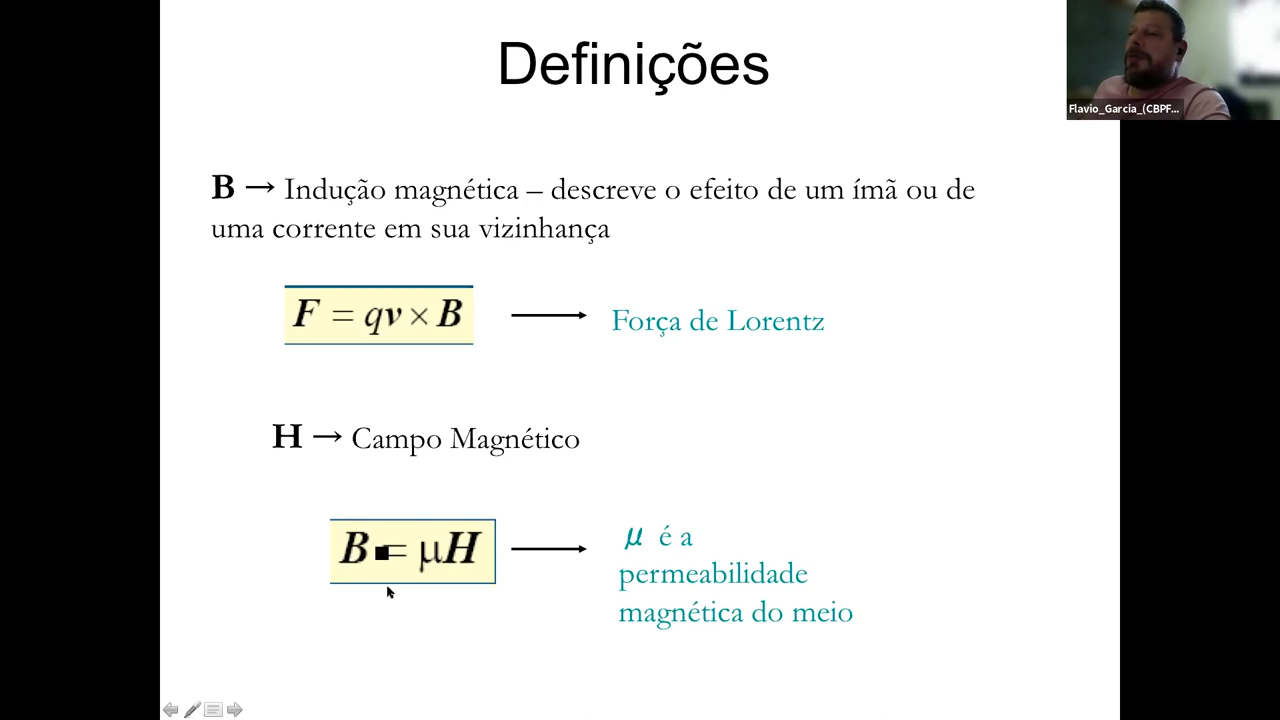 Definições
Flavio_Garcia_(CBPF...
B → Indução magnética – descreve o efeito de um ímã ou de
uma corrente em sua vizinhança
F = qv × B
Força de Lorentz
H → Campo Magnético
B = μH
μ é a
permeabilidade
magnética do meio